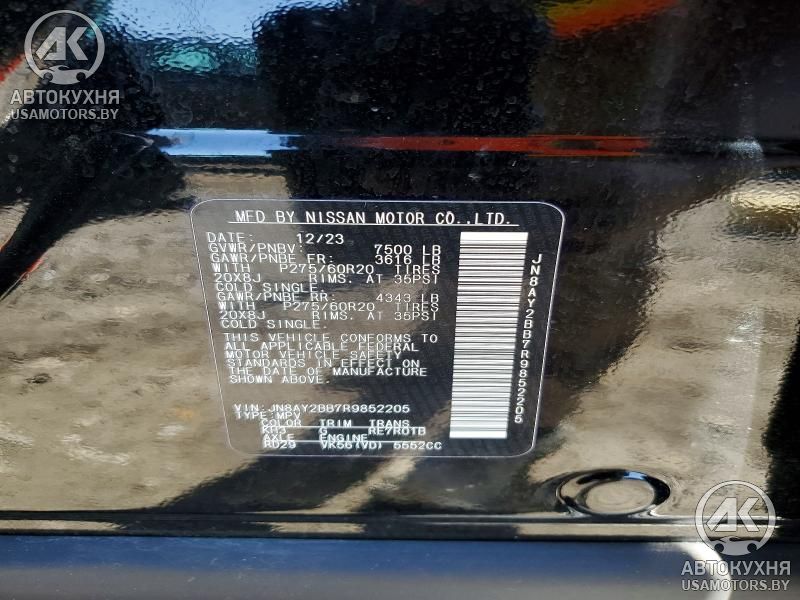 АК
АВТОКУХНЯ
USAMOTORS.BY
MFD BY NISSAN MOTOR CO.,LTD.
DATE: 12/23
GVWR/PNBV: 7500 LB
GAWR/PNBE FR: 3616 LB
WITH P275/60R20 TIRES
20X8J RIMS. AT 35PSI
COLD SINGLE.
GAWR/PNBE RR: 4343 LB
WITH P275/60R20 TIRES
20X8J RIMS. AT 35PSI
COLD SINGLE.
THIS VEHICLE CONFORMS TO
ALL APPLICABLE FEDERAL
MOTOR VEHICLE SAFETY
STANDARDS IN EFFECT ON
THE DATE OF MANUFACTURE
SHOWN ABOVE.
VIN:JN8AY2BB7R9852205
TYPE:MPV
COLOR TRIM TRANS
KH3 G RE7R01B
AXLE ENGINE
RD29 VK56(VD) 5552CC
JN8AY2BB7R9852205
АК
АВТОКУХНЯ
USAMOTORS.BY